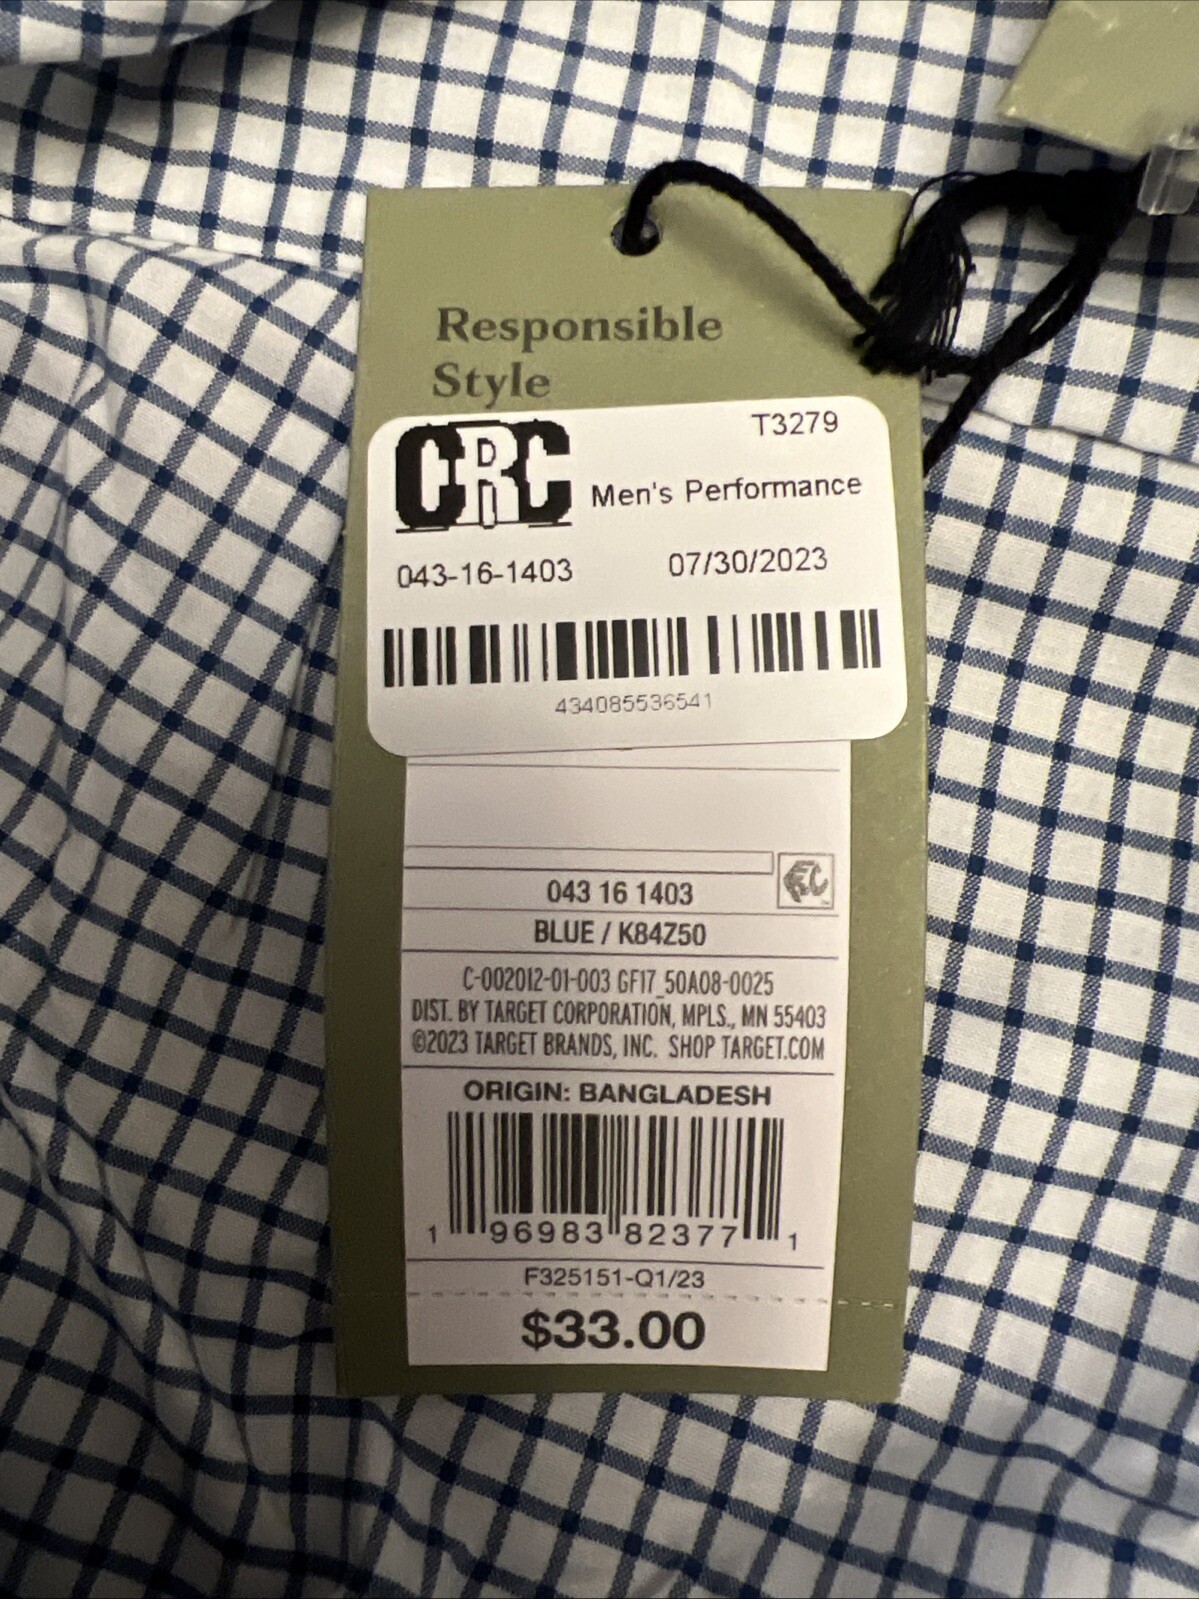 Responsible
Style
CRC
T3279
Men's Performance
043-16-1403 07/30/2023
434085536541
043 16 1403
BLUE / K84Z50
C-002012-01-003 GF17_50A08-0025
DIST. BY TARGET CORPORATION, MPLS., MN 55403
©2023 TARGET BRANDS, INC. SHOP TARGET.COM
ORIGIN: BANGLADESH
1 96983 82377 1
F325151-Q1/23
$33.00